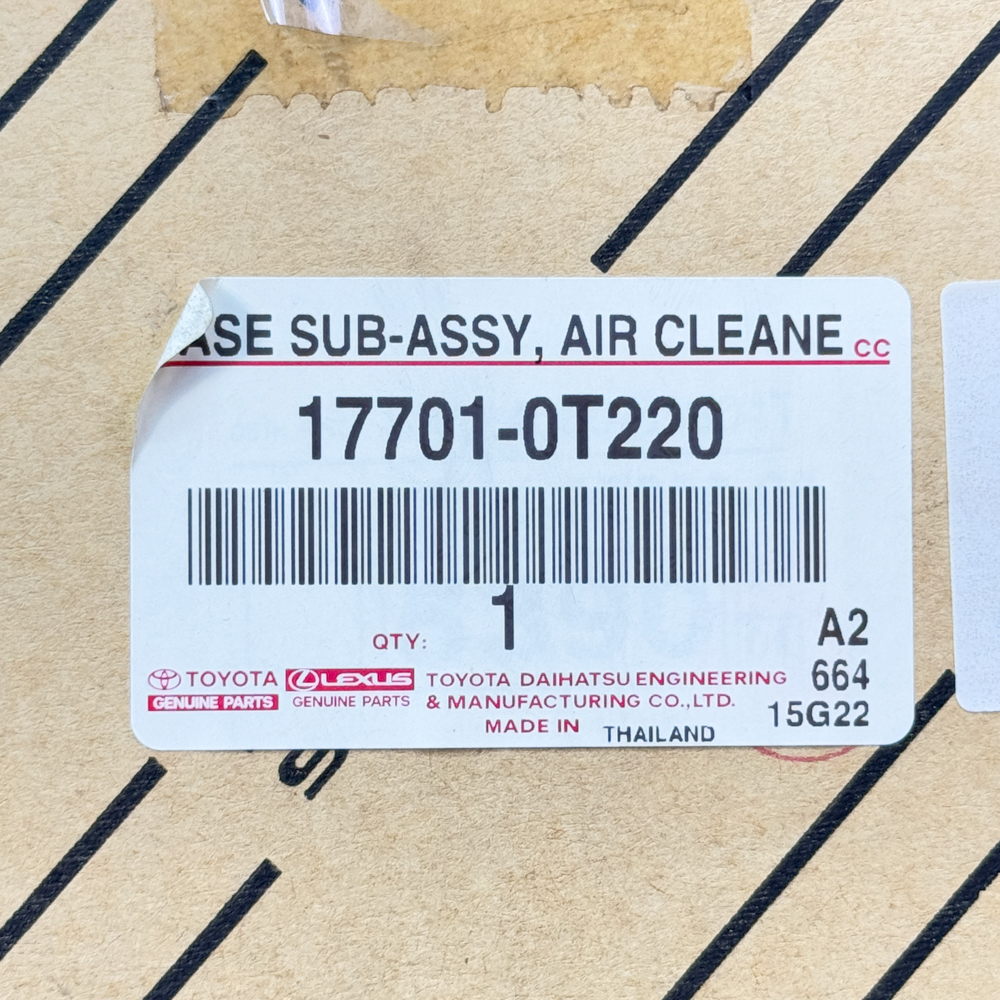 ASE SUB-ASSY, AIR CLEANE CC
17701-0T220
1
QTY:
A2
664
15G22
TOYOTA
GENUINE PARTS
LEXUS
GENUINE PARTS
TOYOTA DAIHATSU ENGINEERING
& MANUFACTURING CO.,LTD.
MADE IN THAILAND